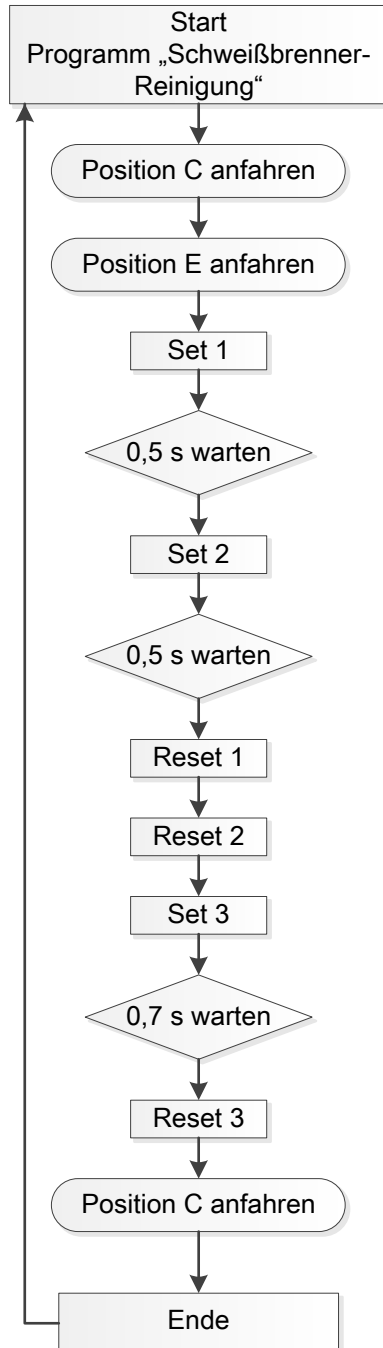 Start
Programm „Schweißbrenner-
Reinigung“
Position C anfahren
Position E anfahren
Set 1
0,5 s warten
Set 2
0,5 s warten
Reset 1
Reset 2
Set 3
0,7 s warten
Reset 3
Position C anfahren
Ende